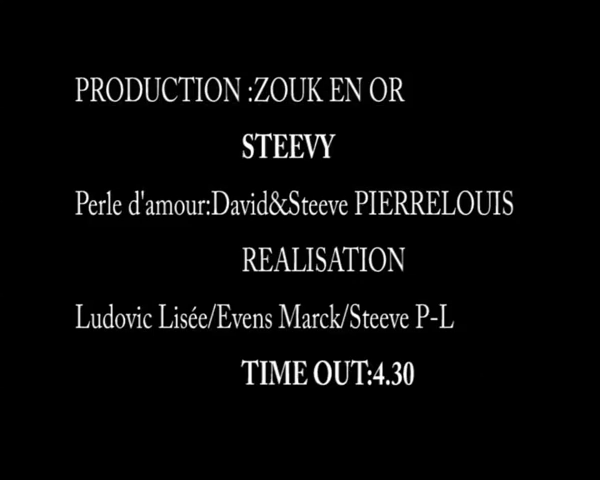 PRODUCTION :ZOUK EN OR
STEEVY
Perle d'amour:David&Steeve PIERRELOUIS
REALISATION
Ludovic Lisée/Evens Marck/Steeve P-L
TIME OUT:4.30